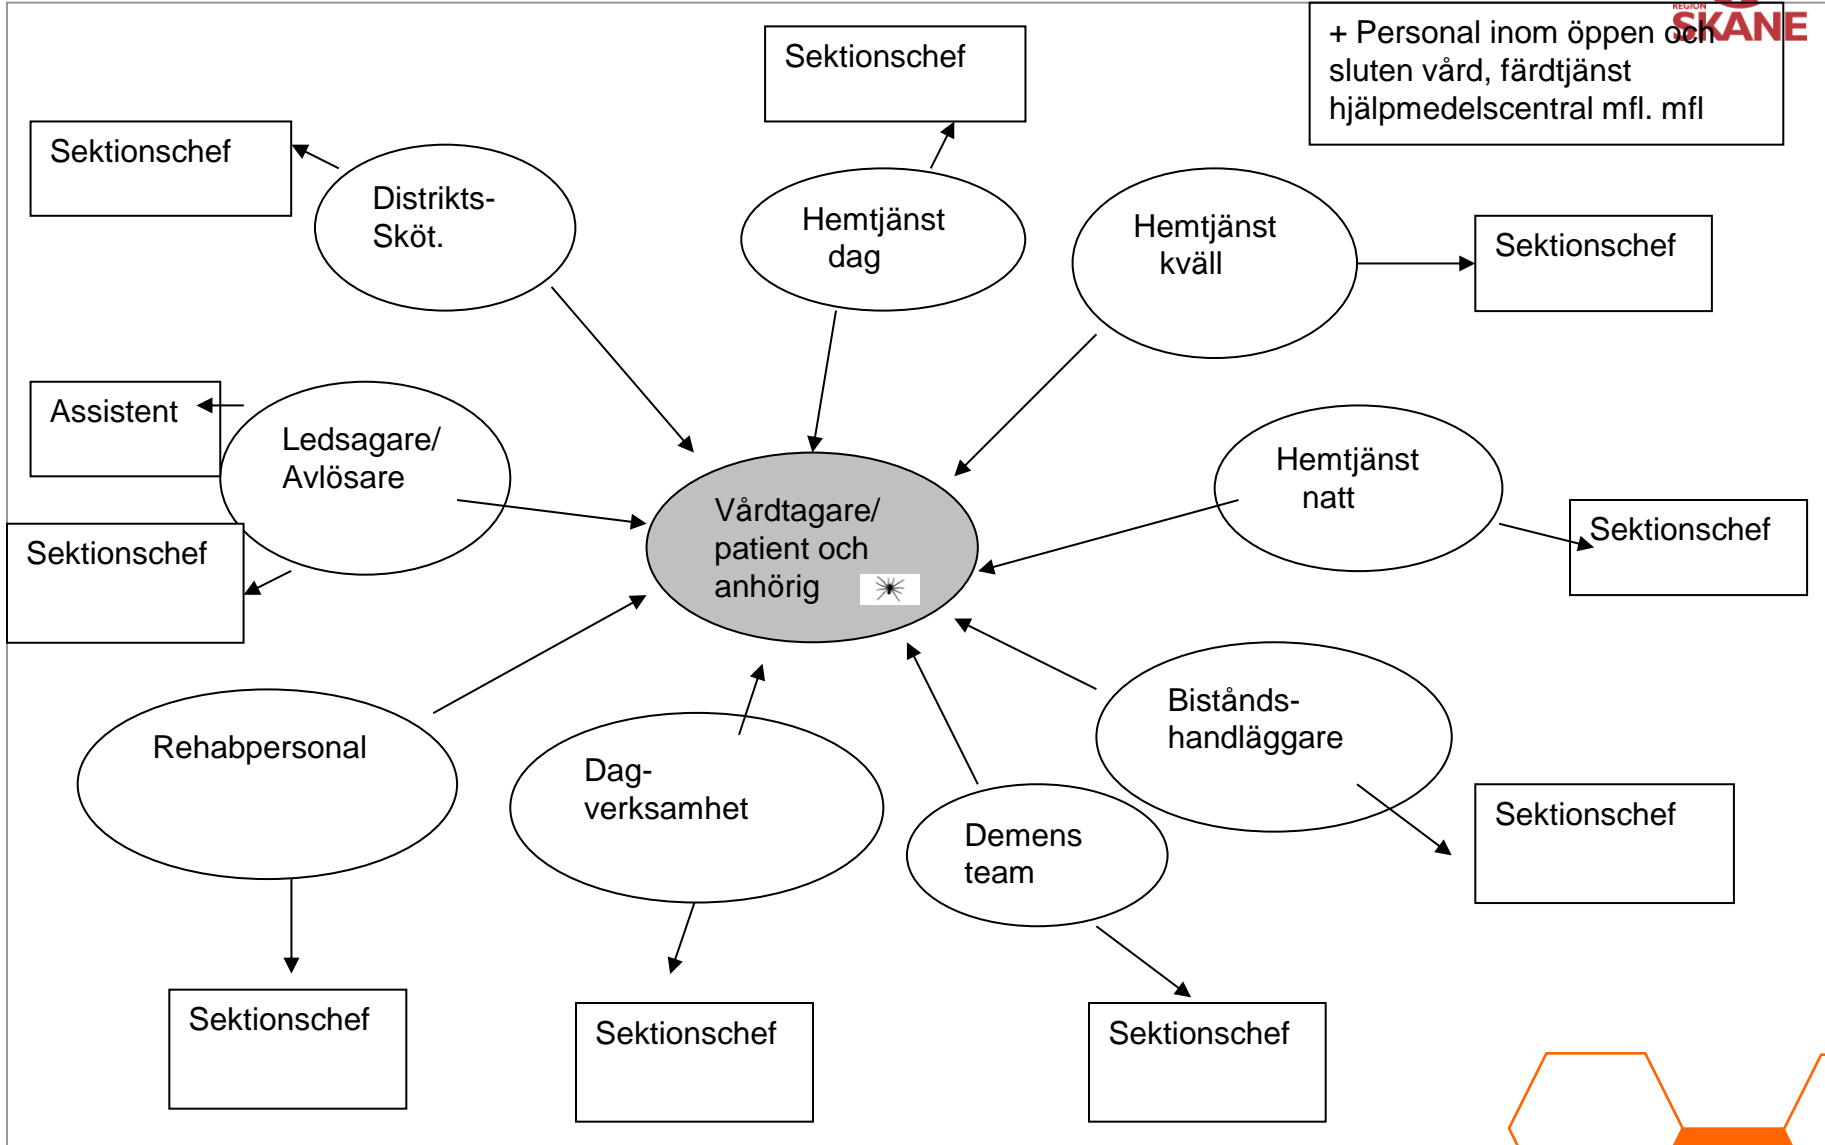 REGION
SKÅNE
+ Personal inom öppen och
sluten vård, färdtjänst
hjälpmedelscentral mfl. mfl
Sektionschef
Sektionschef
Distrikts-
Sköt.
Hemtjänst
dag
Hemtjänst
kväll
Sektionschef
Assistent
Ledsagare/
Avlösare
Hemtjänst
natt
Sektionschef
Sektionschef
Vårdtagare/
patient och
anhörig
Rehabpersonal
Dag-
verksamhet
Demens
team
Bistånds-
handläggare
Sektionschef
Sektionschef
Sektionschef
Sektionschef